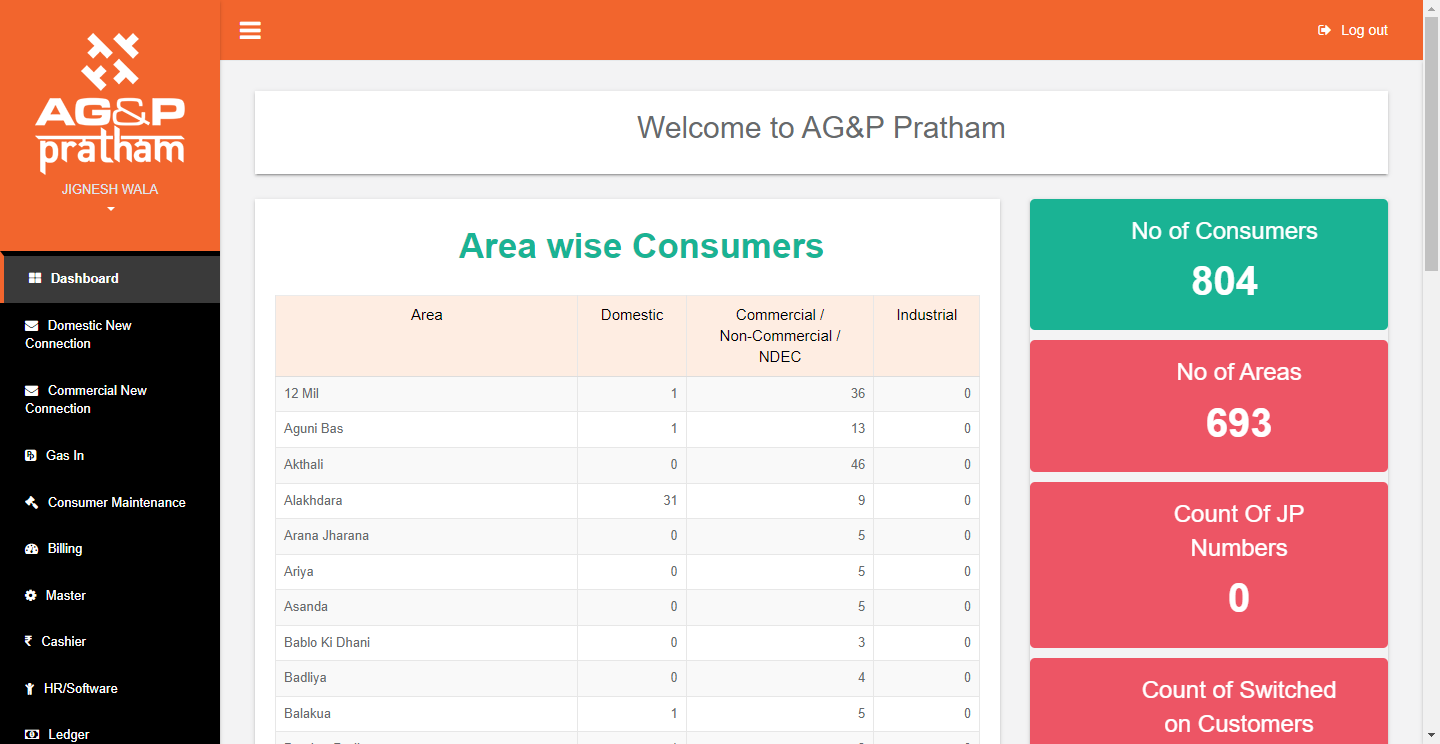 AG&P
pratham
JIGNESH WALA
Dashboard
Domestic New
Connection
Commercial New
Connection
Gas In
Consumer Maintenance
Billing
Master
Cashier
HR/Software
Ledger
Log out
Welcome to AG&P Pratham
Area wise Consumers
Area Domestic Commercial / Industrial
Non-Commercial /
NDEC
12 Mil 1 36 0
Aguni Bas 1 13 0
Akthali 0 46 0
Alakhdara 31 9 0
Arana Jharana 0 5 0
Ariya 0 5 0
Asanda 0 5 0
Bablo Ki Dhani 0 3 0
Badliya 0 4 0
Balakua 1 5 0
No of Consumers
804
No of Areas
693
Count Of JP
Numbers
0
Count of Switched
on Customers